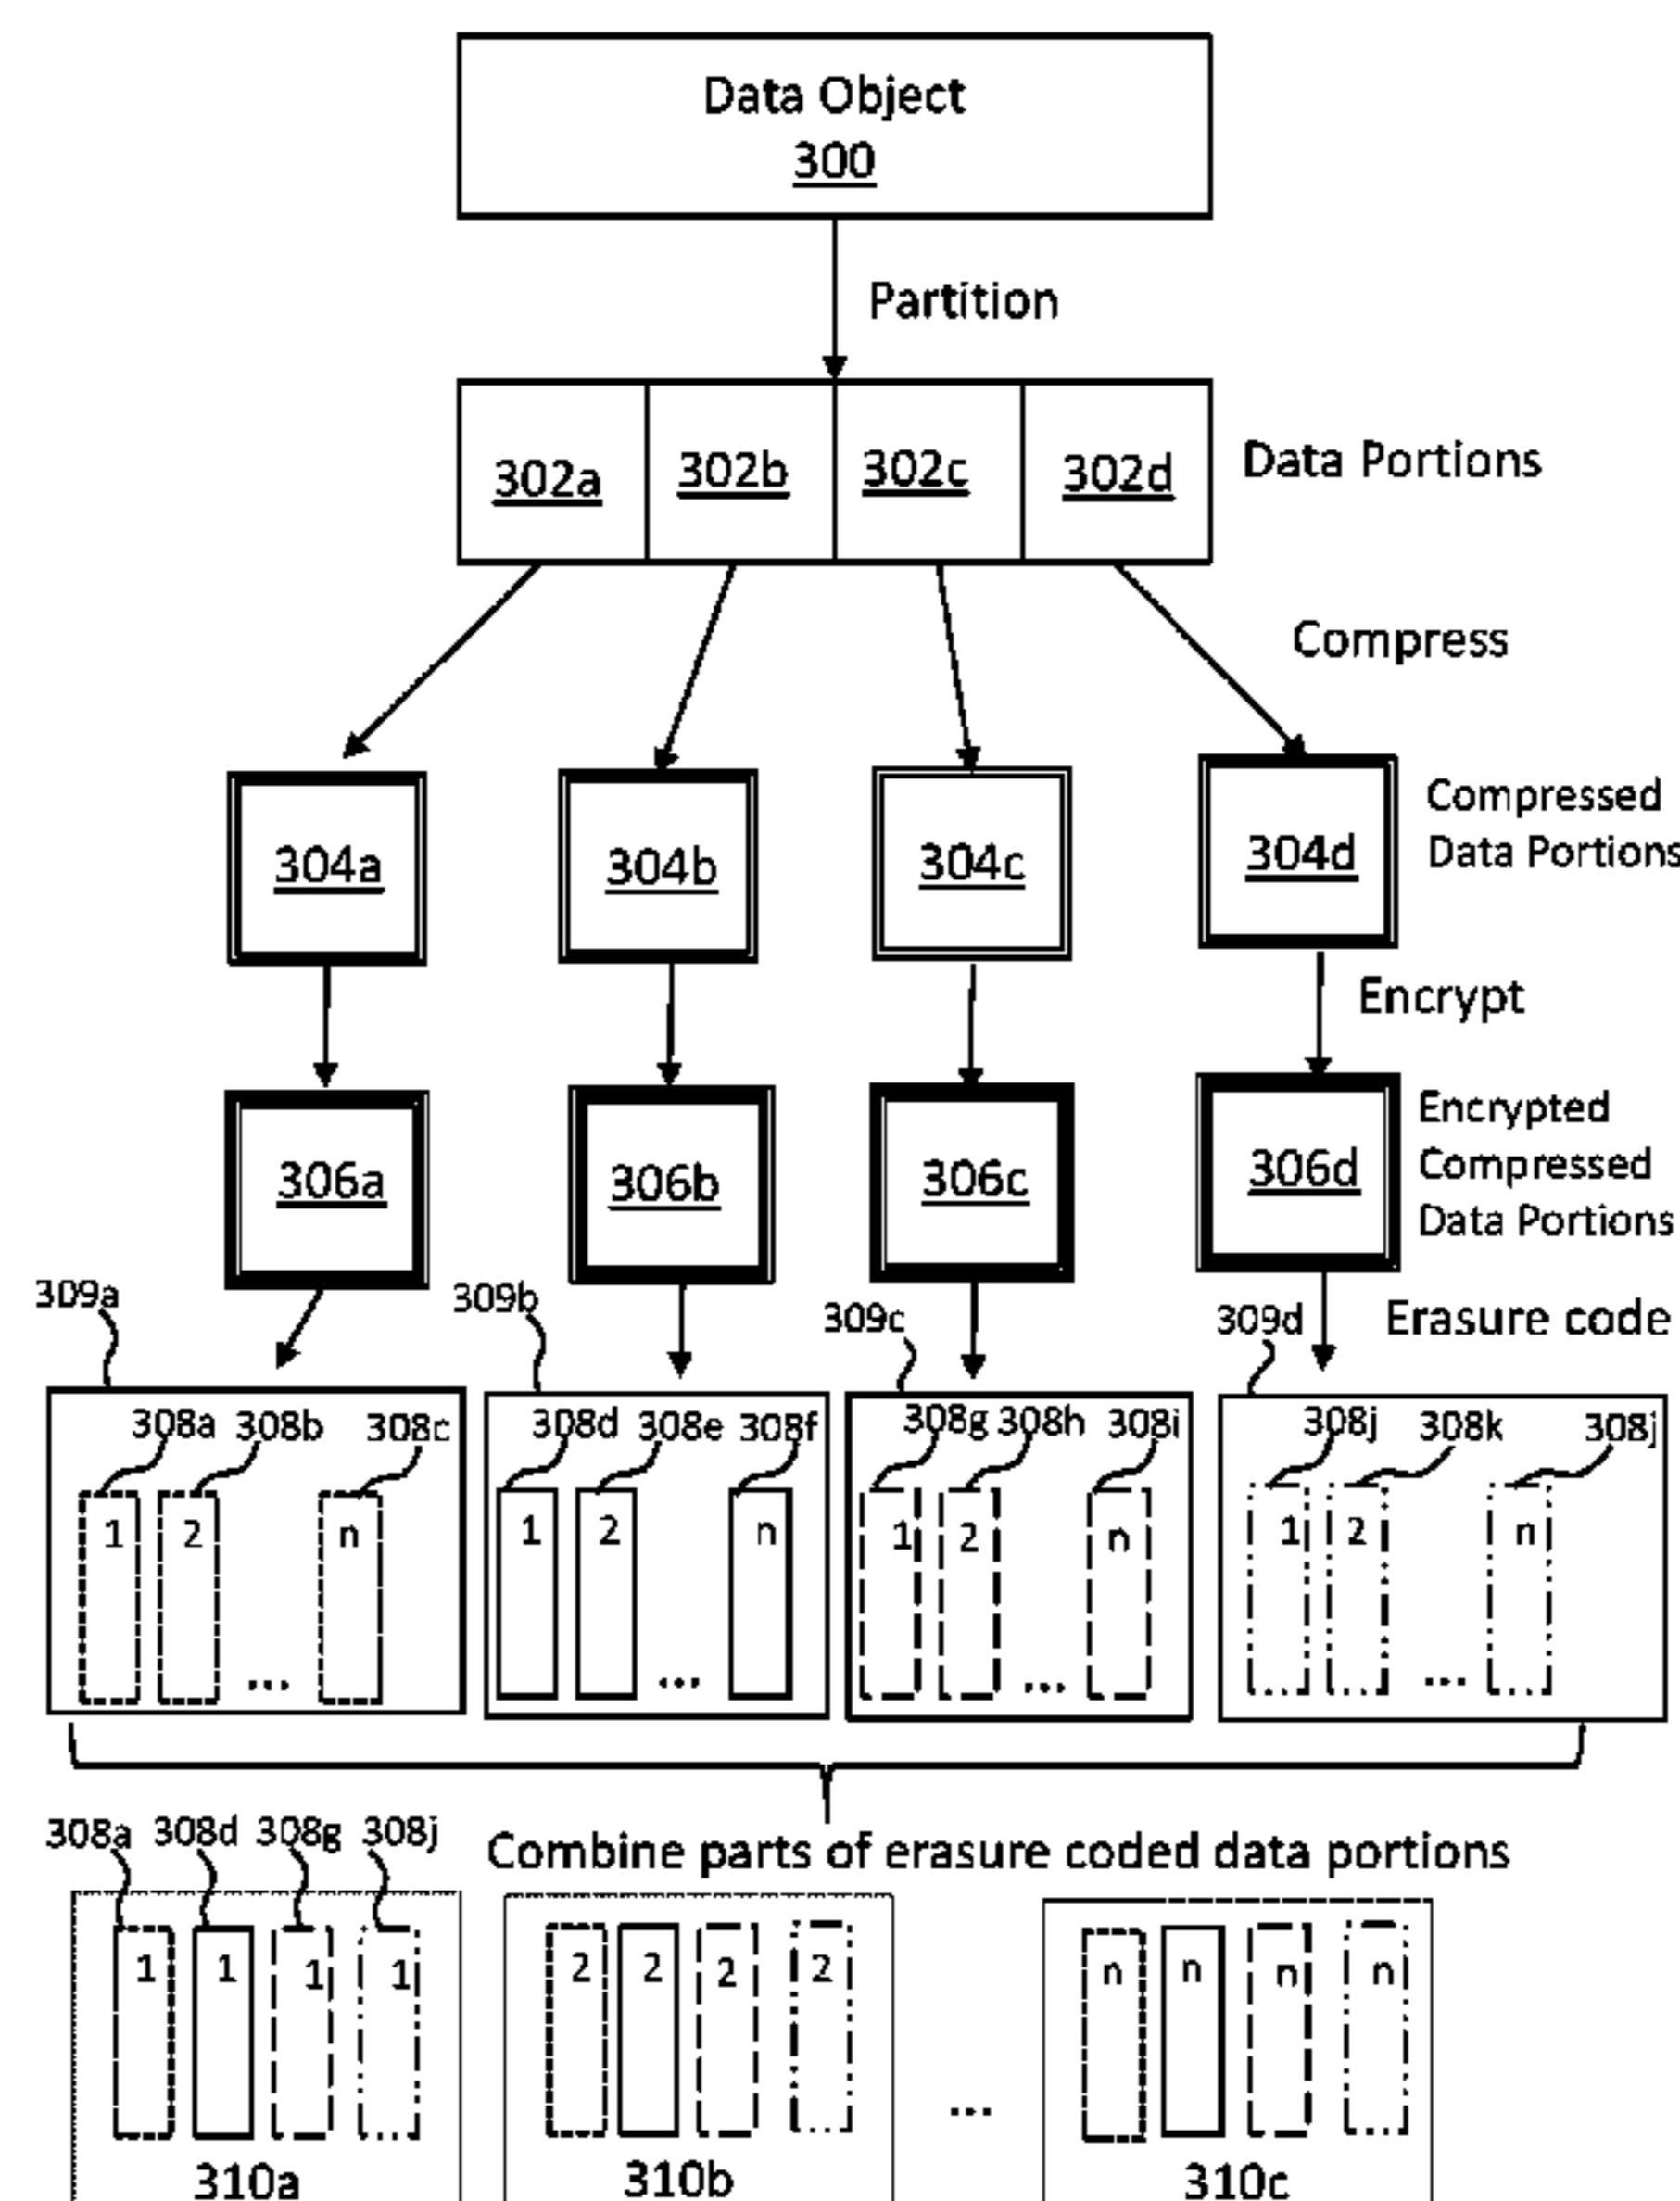 Data Object
300
Partition
302a 302b 302c 302d Data Portions
Compress
304a 304b 304c 304d
Compressed
Data Portions
Encrypt
306a 306b 306c 306d
Encrypted
Compressed
Data Portions
309a 309b 309c 309d Erasure code
308a 308b 308c 308d 308e 308f 308g 308h 308i 308j 308k 308j
1 2 n 1 2 n 1 2 n 1 2 n
... ... ... ...
308a 308d 308g 308j Combine parts of erasure coded data portions
1 1 1 1 2 2 2 2 n n n n
...
310a 310b 310c